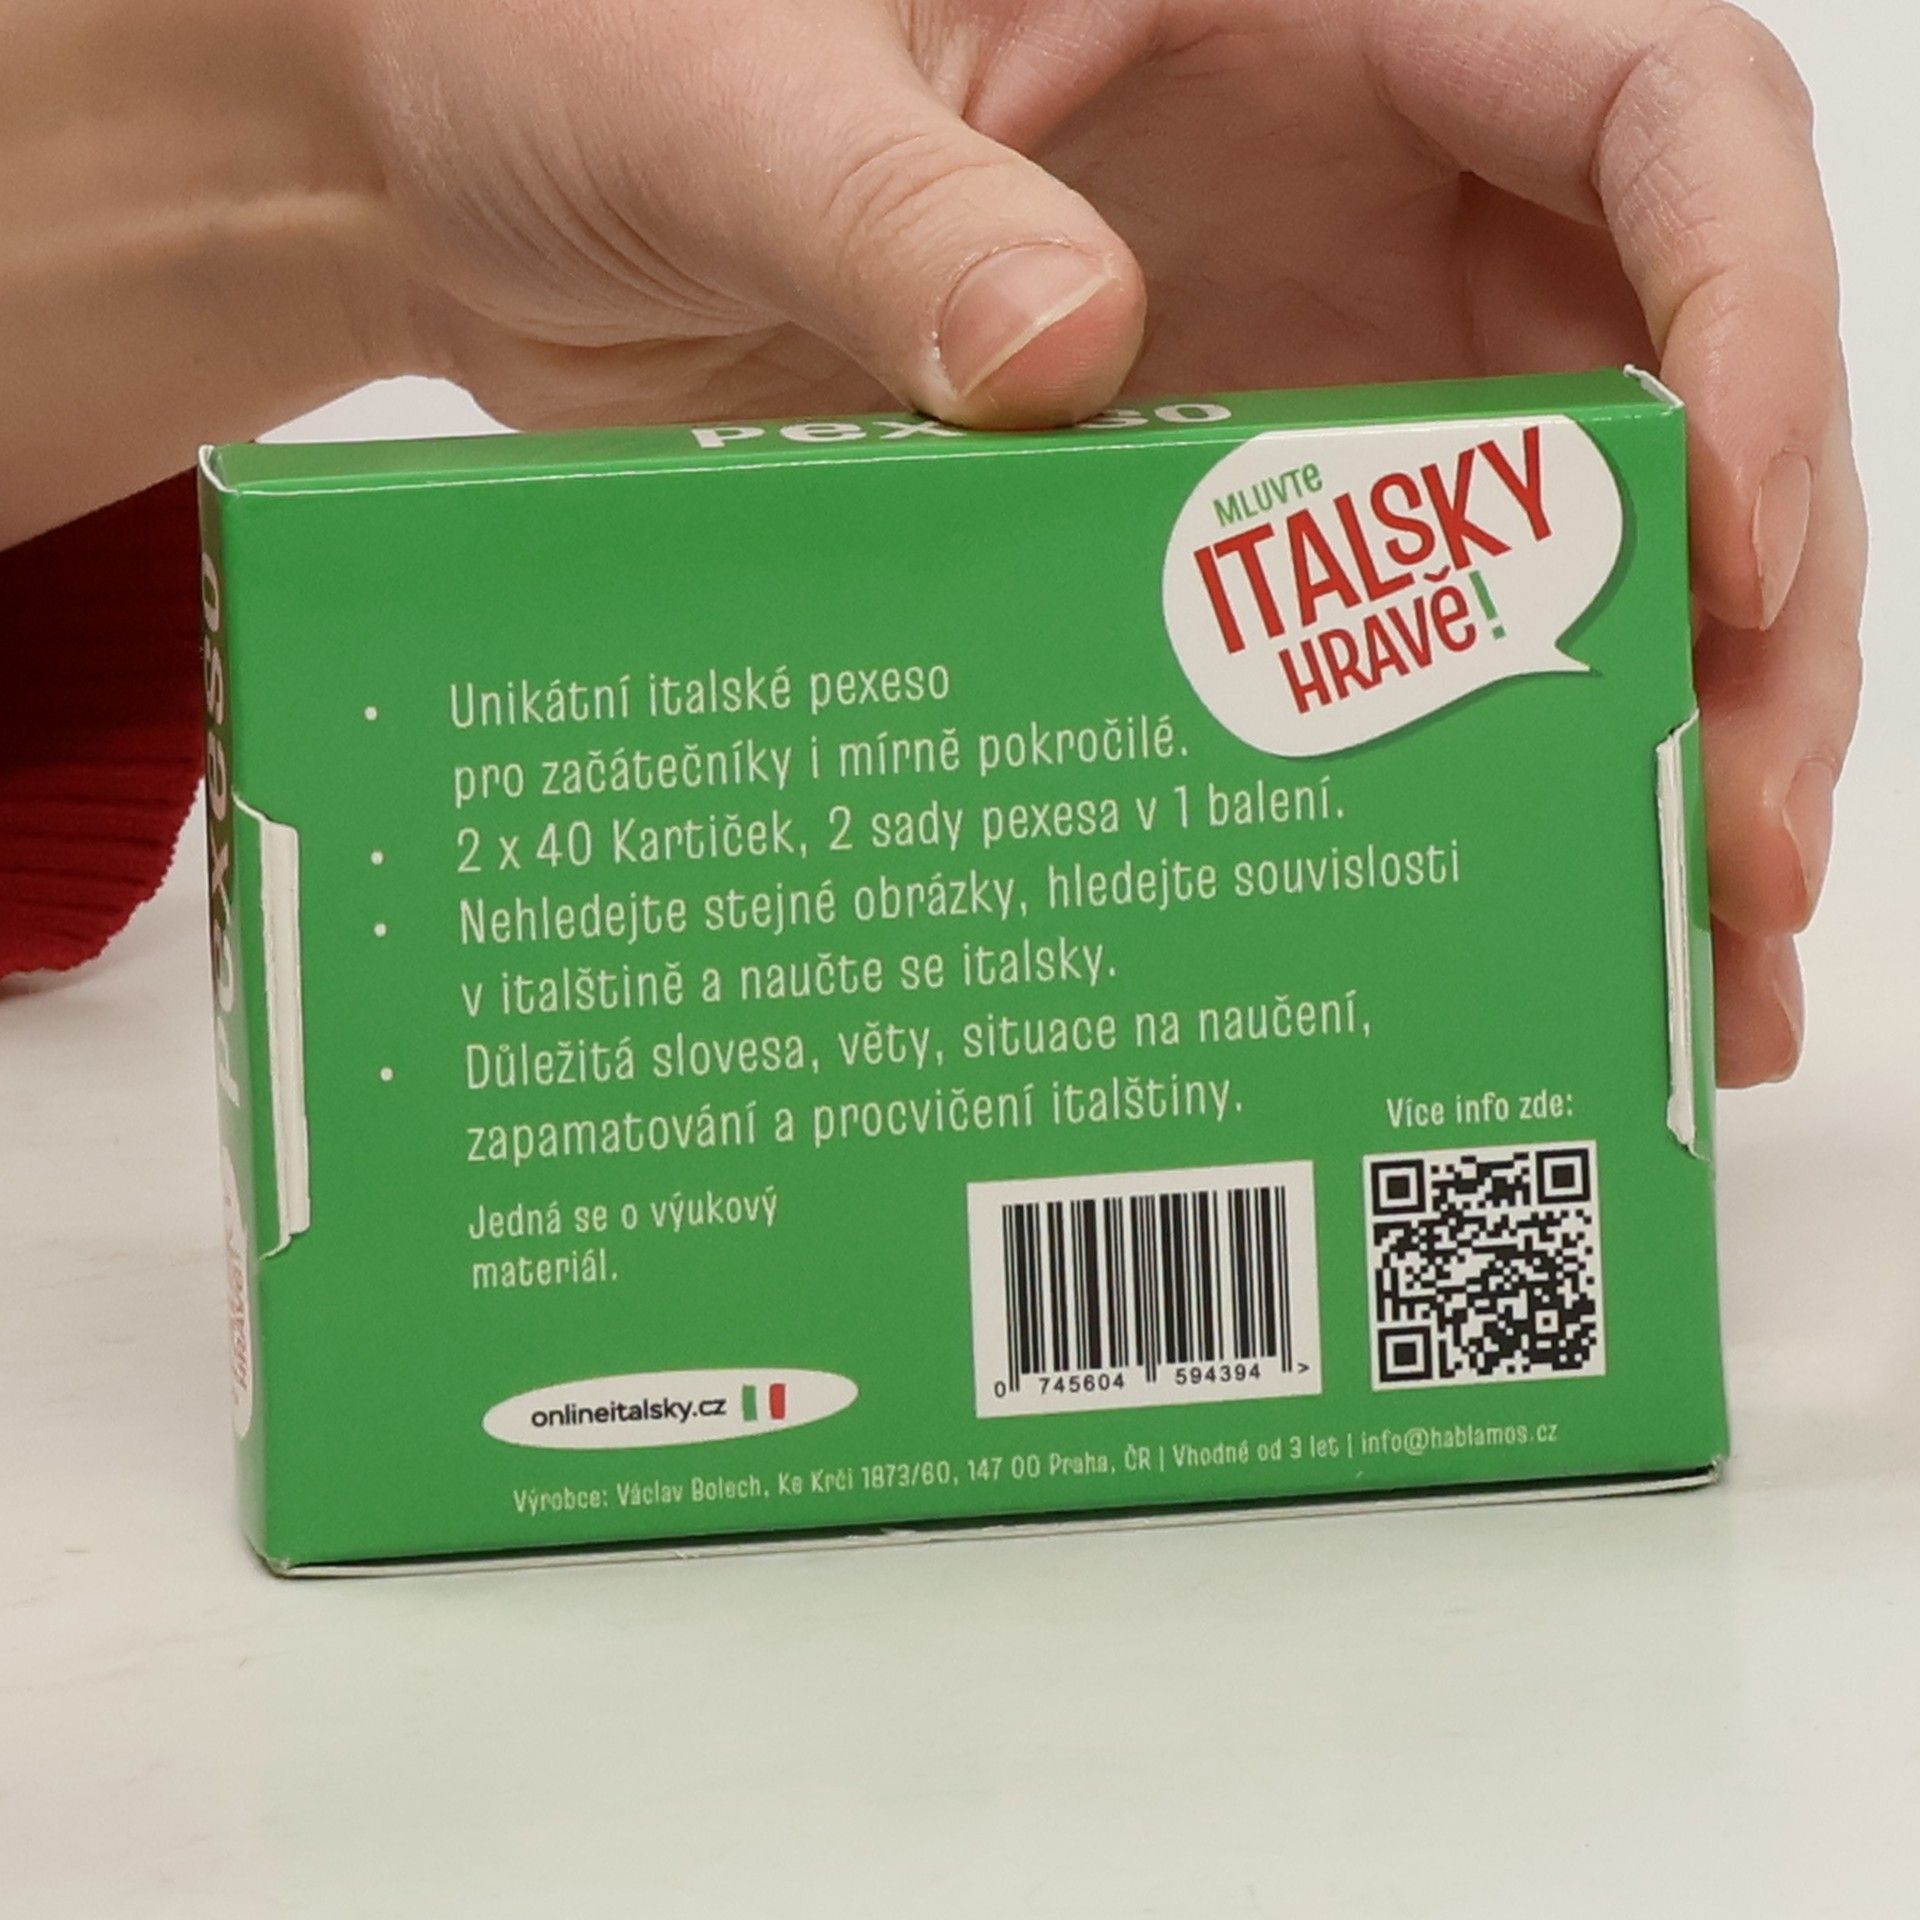 MLUVTE
ITALSKY
HRAVĚ!
Unikátní italské pexeso
pro začátečníky i mírně pokročilé.
2 x 40 Kartiček, 2 sady pexesa v 1 balení.
Nehledejte stejné obrázky, hledejte souvislosti
v italštině a naučte se italsky.
Důležitá slovesa, věty, situace na naučení,
zapamatování a procvičení italštiny.
Více info zde:
Jedná se o výukový
materiál.
0 745604 594394 >
onlineitalsky.cz
Výrobce: Václav Bolech, Ke Krči 1873/60, 147 00 Praha, ČR | Vhodné od 3 let | info@hablamos.cz
pexeso